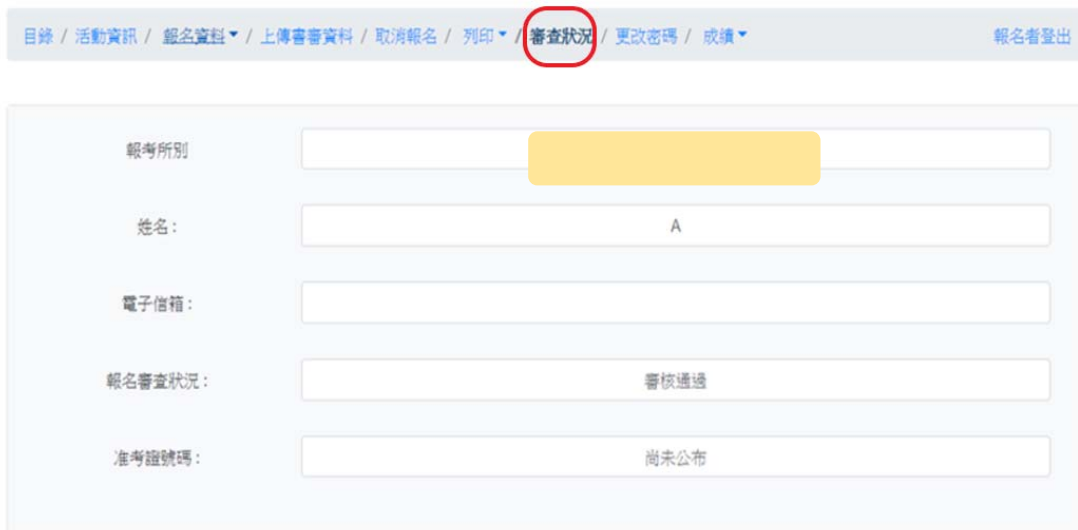 目錄 / 活動資訊 / 報名資料 / 上傳書審資料 / 取消報名 / 列印 / 審查狀況 / 更改密碼 / 成績 報名者登出
報考所別
姓名： A
電子信箱：
報名審查狀況： 審核通過
准考證號碼： 尚未公布